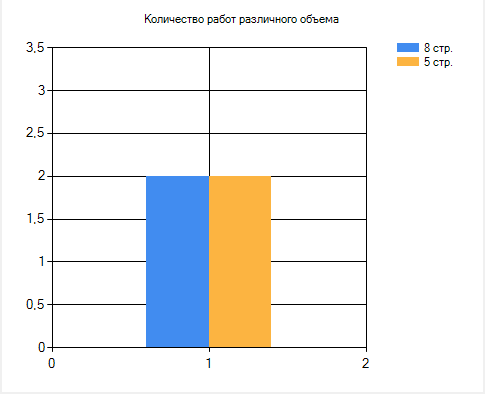 Количество работ различного объема
8 стр.
5 стр.
3,5
3
2,5
2
1,5
1
0,5
0
0 1 2